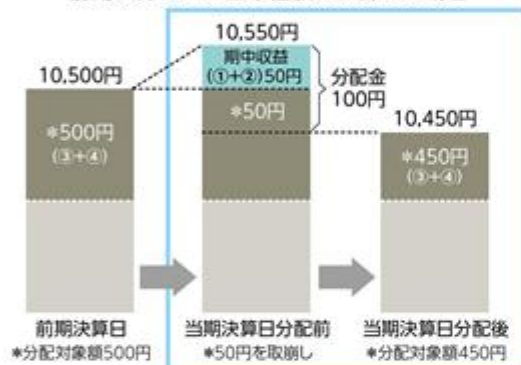 10,550円
期中収益
(①+②)50円
10,500円
分配金
100円
*50円
10,450円
*500円
(③+④)
*450円
(③+④)
前期決算日
当期決算日分配前
当期決算日分配後
*分配対象額500円
*50円を取崩し
*分配対象額450円